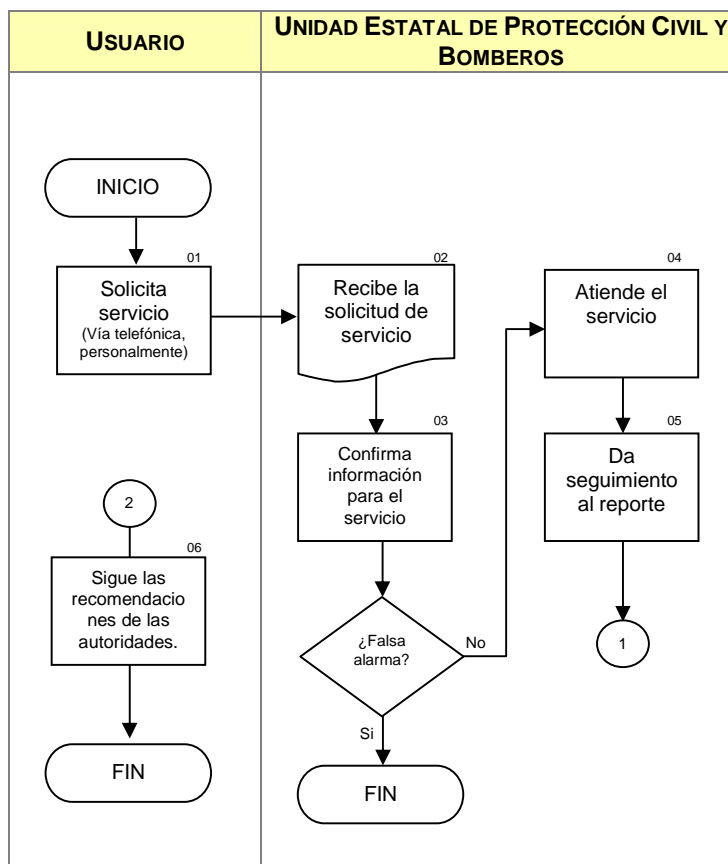 USUARIO
UNIDAD ESTATAL DE PROTECCIÓN CIVIL Y
BOMBEROS
INICIO
01
Solicita
servicio
(Vía telefónica,
personalmente)
02
Recibe la
solicitud de
servicio
03
Confirma
información
para el
servicio
¿Falsa
alarma?
No
Si
FIN
04
Atiende el
servicio
05
Da
seguimiento
al reporte
1
2
06
Sigue las
recomendacio
nes de las
autoridades.
FIN